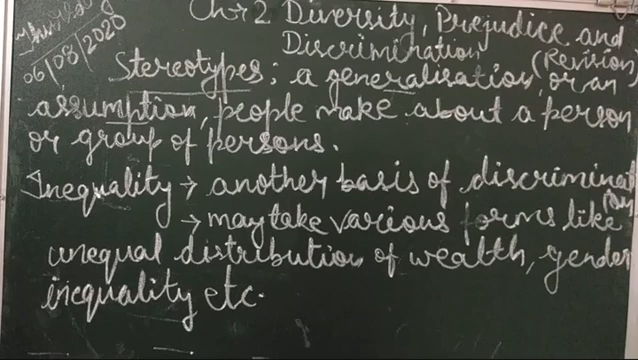 Thursday
06/08/2020
Ch:2 Diversity, Prejudice and
Discrimination (Revision)
Stereotypes: a generalisation, or an
assumption, people make about a person
or group of persons.
Inequality → another basis of discrimination
→ may take various forms like
unequal distribution of wealth, gender
inequality etc.